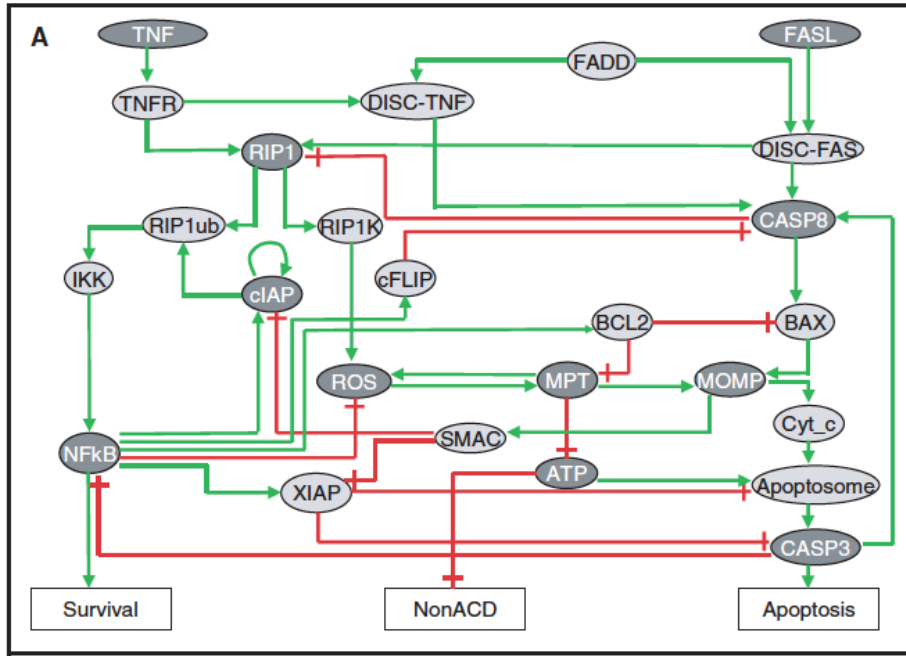 A
TNF
FASL
FADD
TNFR
DISC-TNF
RIP1
DISC-FAS
RIP1ub
RIP1K
CASP8
IKK
cIAP
cFLIP
BCL2
BAX
ROS
MPT
MOMP
Cyt_c
SMAC
NFkB
ATP
XIAP
Apoptosome
CASP3
Survival
NonACD
Apoptosis